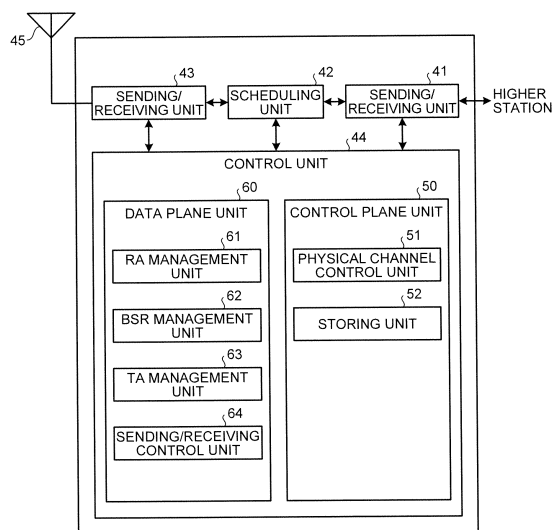 45
43
SENDING/
RECEIVING UNIT
42
SCHEDULING
UNIT
41
SENDING/
RECEIVING UNIT
HIGHER
STATION
44
CONTROL UNIT
60
DATA PLANE UNIT
61
RA MANAGEMENT
UNIT
62
BSR MANAGEMENT
UNIT
63
TA MANAGEMENT
UNIT
64
SENDING/RECEIVING
CONTROL UNIT
50
CONTROL PLANE UNIT
51
PHYSICAL CHANNEL
CONTROL UNIT
52
STORING UNIT